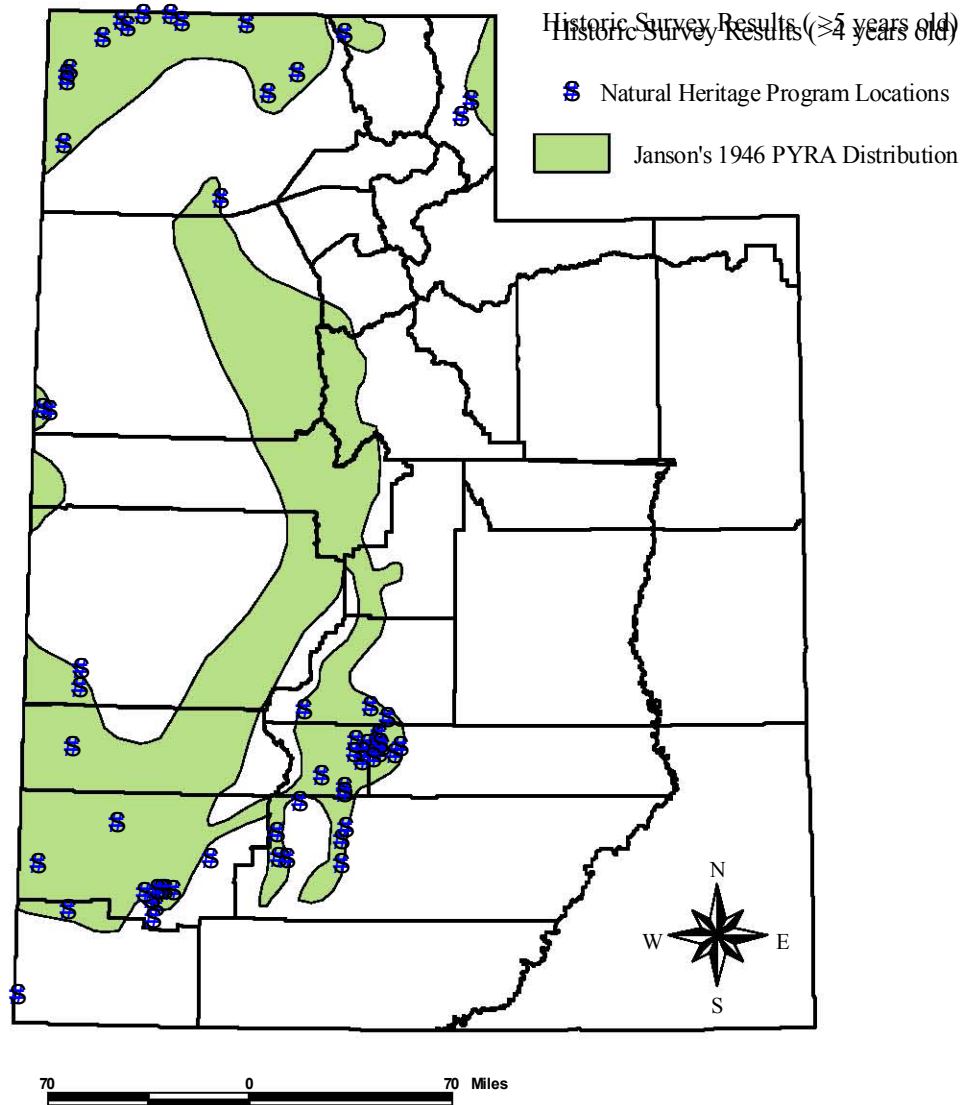 Historic Survey Results ( >5 years old)
Historic Survey Results ( >4 years old)
Natural Heritage Program Locations
Janson's 1946 PYRA Distribution
N
W E
S
70 0 70 Miles